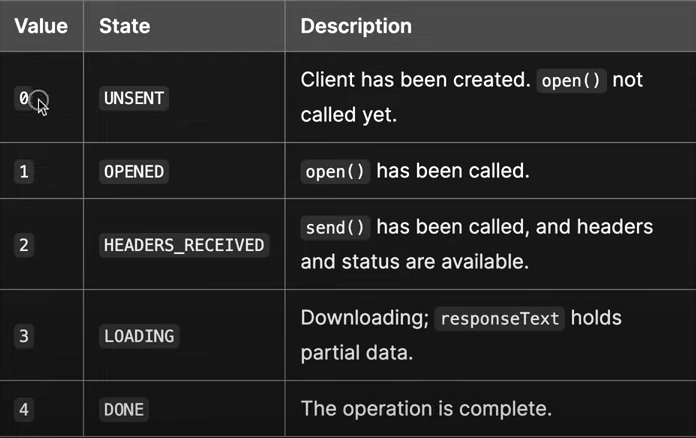 Value State Description
0 UNSENT Client has been created. open() not
called yet.
1 OPENED open() has been called.
2 HEADERS_RECEIVED send() has been called, and headers
and status are available.
3 LOADING Downloading; responseText holds
partial data.
4 DONE The operation is complete.